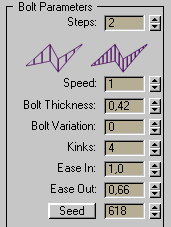 Bolt Parameters
Steps: 2
Speed: 1
Bolt Thickness: 0,42
Bolt Variation: 0
Kinks: 4
Ease In: 1,0
Ease Out: 0,66
Seed 618